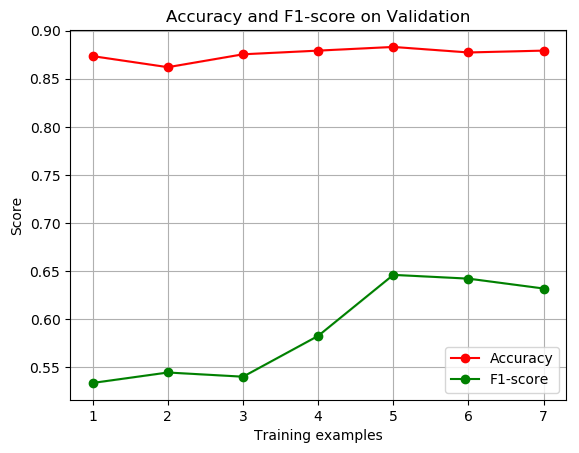 Accuracy and F1-score on Validation
0.90
0.85
0.80
0.75
0.70
0.65
0.60
0.55
Score
Accuracy
F1-score
1 2 3 4 5 6 7
Training examples